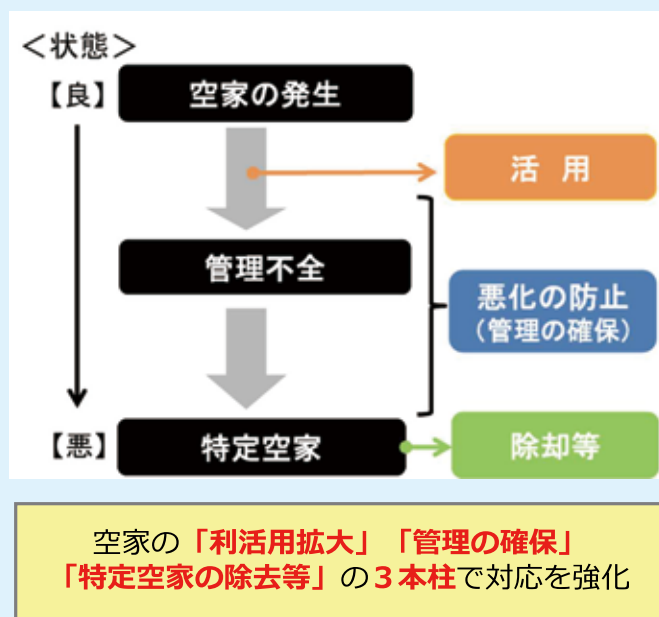 ＜状態＞
【良】
空家の発生
活 用
管理不全
悪化の防止
（管理の確保）
【悪】
特定空家
除却等
空家の「利活用拡大」「管理の確保」
「特定空家の除去等」の３本柱で対応を強化